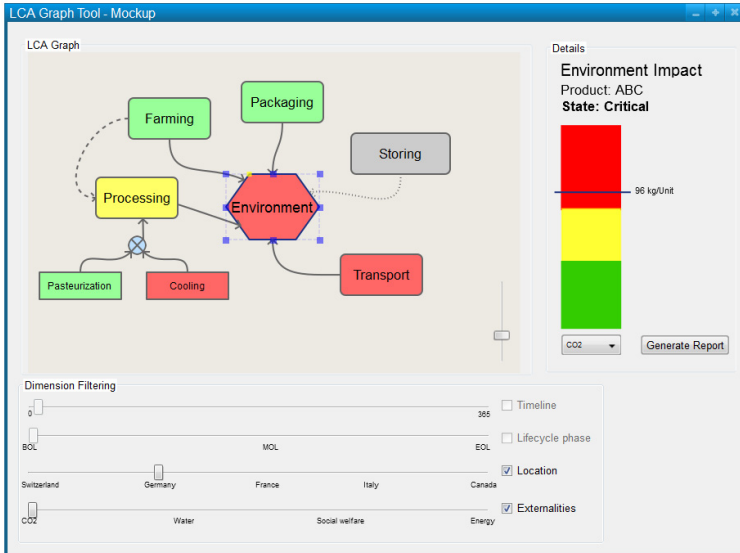 LCA Graph Tool - Mockup
LCA Graph
Farming
Packaging
Storing
Processing
Environment
Pasteurization
Cooling
Transport
Details
Environment Impact
Product: ABC
State: Critical
96 kg/Unit
CO2
Generate Report
Dimension Filtering
0 365
Timeline
BOL MOL EOL
Lifecycle phase
Switzerland Germany France Italy Canada
Location
CO2 Water Social welfare Energy
Externalities